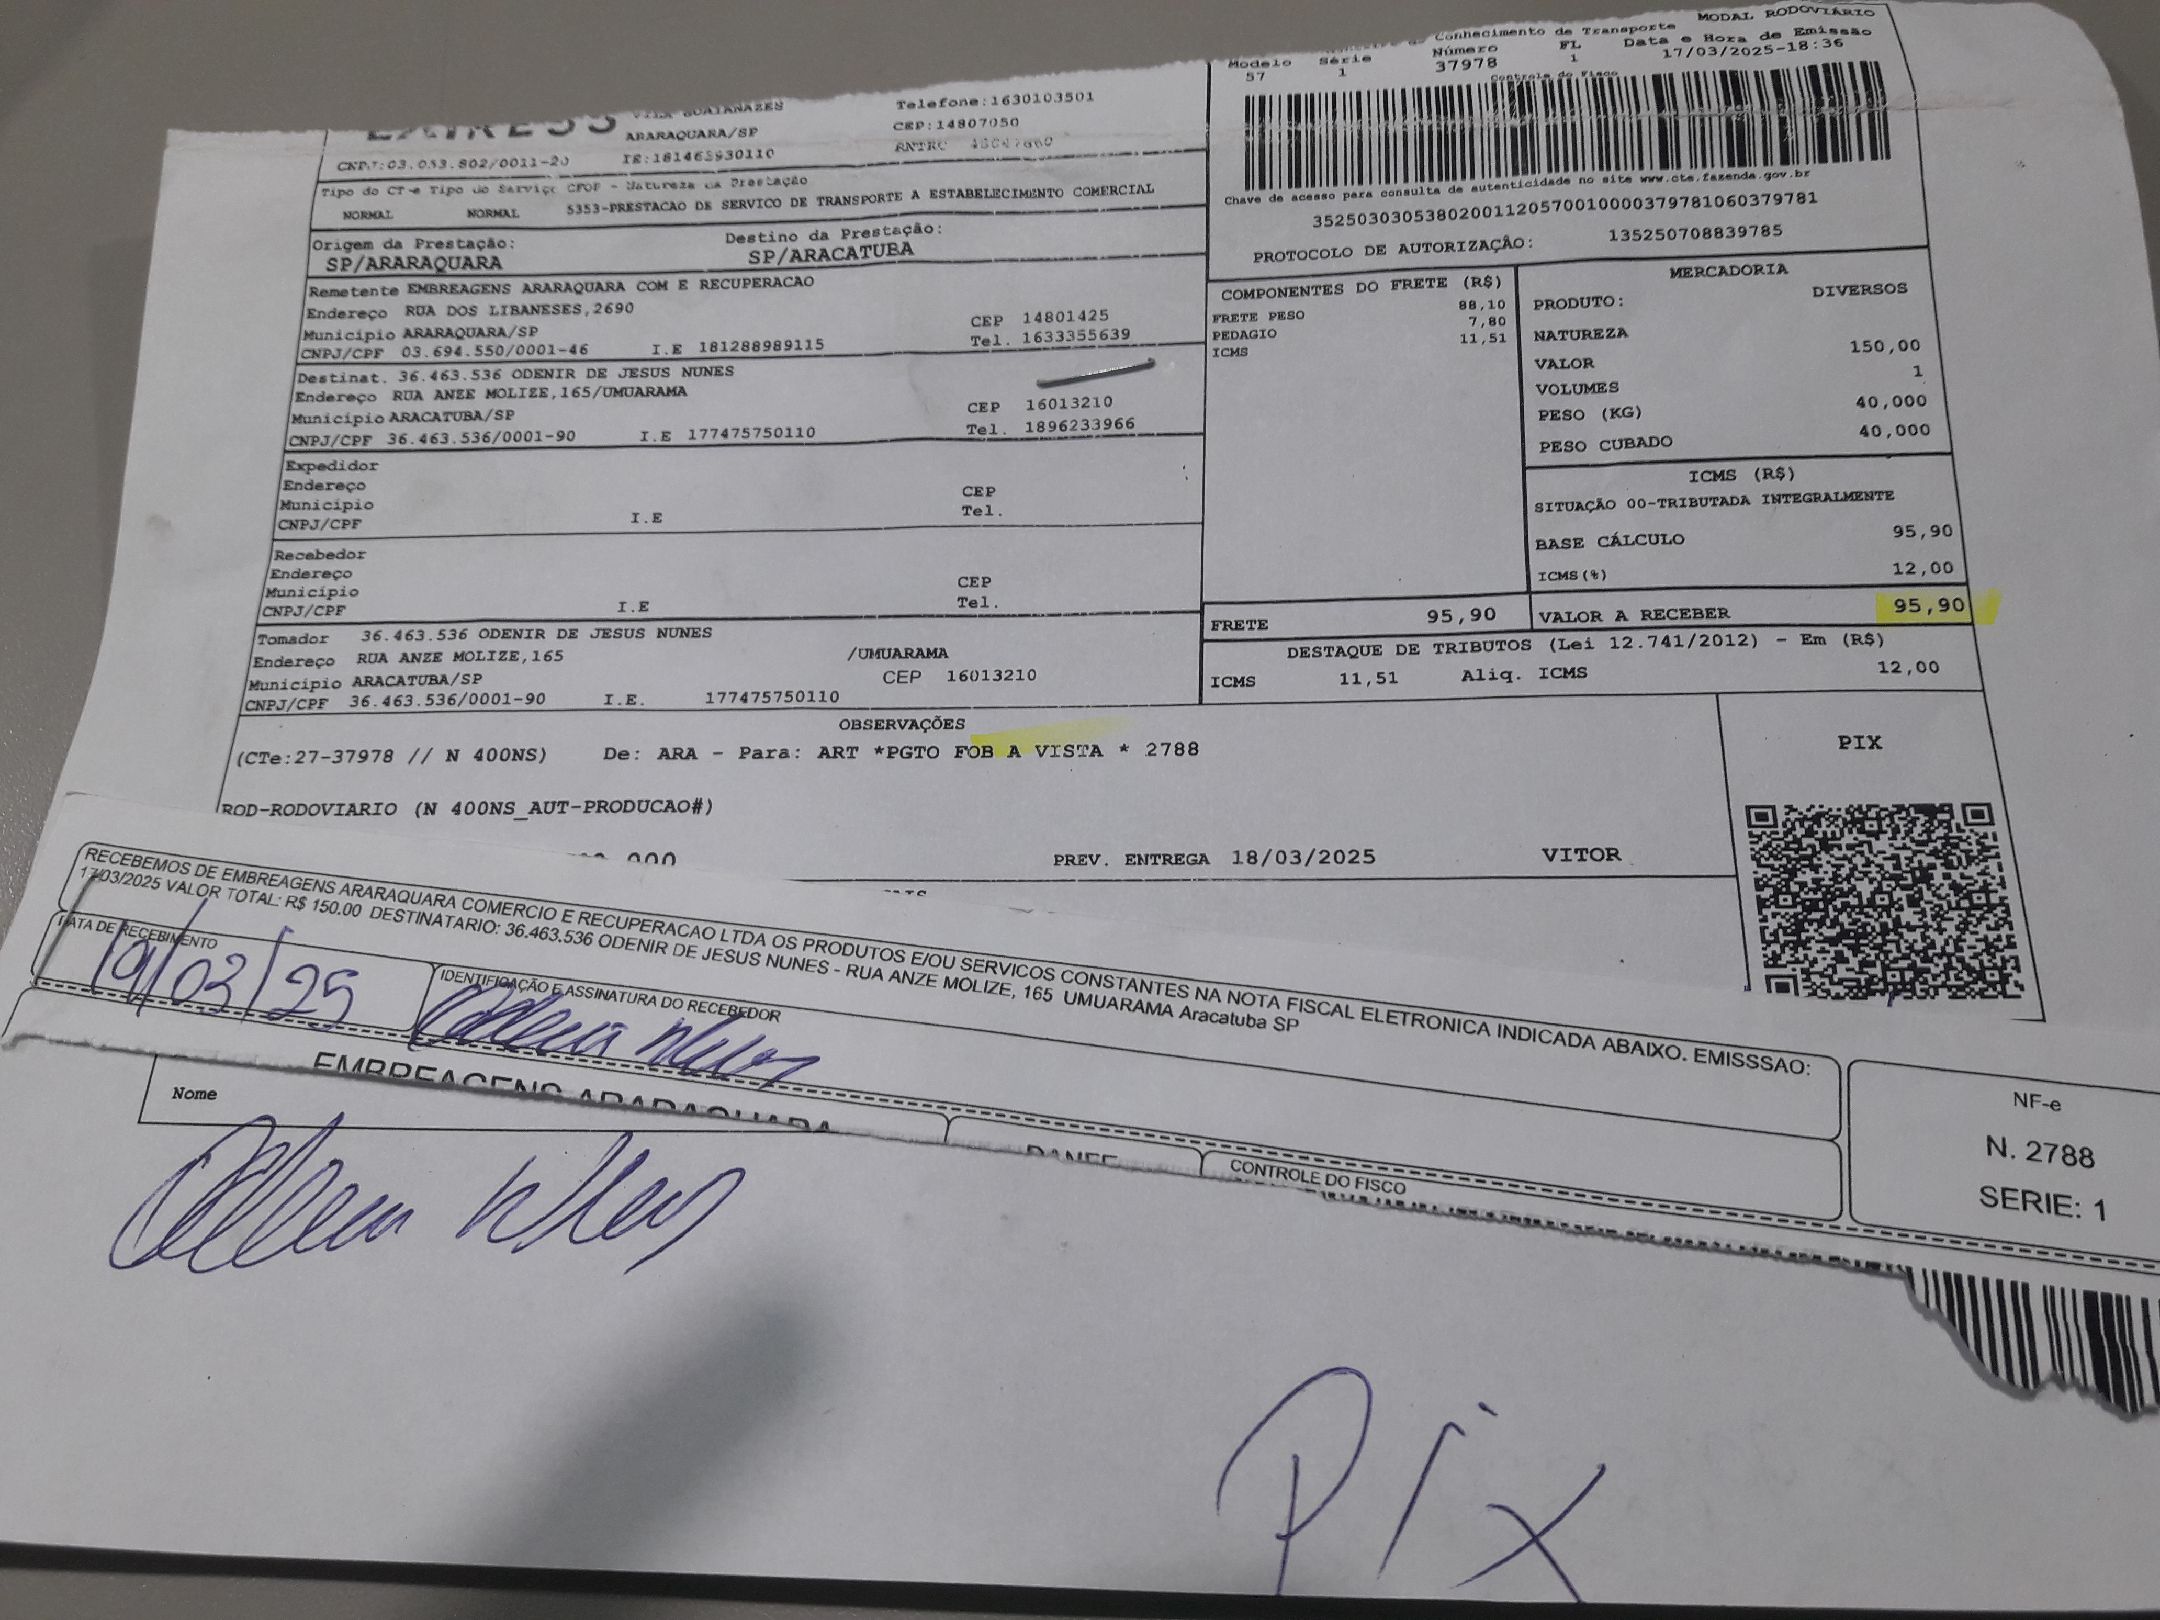 Conhecimento de Transporte MODAL RODOVIÁRIO
Modelo Série Número FL Data e Hora de Emissão
57 1 37978 1 17/03/2025-18:36
Controle do Fisco
Telefone:1630103501
ARARAQUARA/SP CEP:14807050
IE:181463930110
Tipo do CT-e Tipo do Serviço CFOP - Natureza da Prestação
NORMAL NORMAL 5353-PRESTACAO DE SERVICO DE TRANSPORTE A ESTABELECIMENTO COMERCIAL
Chave de acesso para consulta de autenticidade no site www.cte.fazenda.gov.br
35250303053802001120570010000379781060379781
PROTOCOLO DE AUTORIZAÇÃO: 135250708839785
Origem da Prestação: Destino da Prestação:
SP/ARARAQUARA SP/ARACATUBA
Remetente EMBREAGENS ARARAQUARA COM E RECUPERACAO
Endereço RUA DOS LIBANESES,2690
Município ARARAQUARA/SP CEP 14801425
CNPJ/CPF 03.694.550/0001-46 I.E 181288989115 Tel. 1633355639
Destinat. 36.463.536 ODENIR DE JESUS NUNES
Endereco RUA ANZE MOLIZE,165/UMUARAMA
Município ARACATUBA/SP CEP 16013210
CNPJ/CPF 36.463.536/0001-90 I.E 177475750110 Tel. 1896233966
Expedidor
Endereço CEP
Município Tel.
CNPJ/CPF I.E
Recebedor
Endereço CEP
Município Tel.
CNPJ/CPF I.E
Tomador 36.463.536 ODENIR DE JESUS NUNES
Endereço RUA ANZE MOLIZE,165 /UMUARAMA
Município ARACATUBA/SP CEP 16013210
CNPJ/CPF 36.463.536/0001-90 I.E. 177475750110
COMPONENTES DO FRETE (R$)
FRETE PESO 88,10
PEDAGIO 7,80
ICMS 11,51
MERCADORIA
PRODUTO: DIVERSOS
NATUREZA
VALOR 150,00
VOLUMES 1
PESO (KG) 40,000
PESO CUBADO 40,000
ICMS (R$)
SITUAÇÃO 00-TRIBUTADA INTEGRALMENTE
BASE CÁLCULO 95,90
ICMS(%) 12,00
FRETE 95,90 VALOR A RECEBER 95,90
DESTAQUE DE TRIBUTOS (Lei 12.741/2012) - Em (R$)
ICMS 11,51 Aliq. ICMS 12,00
OBSERVAÇÕES
(CTe:27-37978 // N 400NS) De: ARA - Para: ART *PGTO FOB A VISTA * 2788
ROD-RODOVIARIO (N 400NS_AUT-PRODUCAO#)
PREV. ENTREGA 18/03/2025 VITOR
PIX
RECEBEMOS DE EMBREAGENS ARARAQUARA COMERCIO E RECUPERACAO LTDA OS PRODUTOS E/OU SERVICOS CONSTANTES NA NOTA FISCAL ELETRONICA INDICADA ABAIXO. EMISSSAO:
17/03/2025 VALOR TOTAL: R$ 150.00 DESTINATARIO: 36.463.536 ODENIR DE JESUS NUNES - RUA ANZE MOLIZE, 165 UMUARAMA Aracatuba SP
DATA DE RECEBIMENTO
19/03/25
IDENTIFICAÇÃO E ASSINATURA DO RECEBEDOR
NF-e
N. 2788
SERIE: 1
EMBREAGENS ARARAQUARA
DANFE
CONTROLE DO FISCO
Nome
Pix